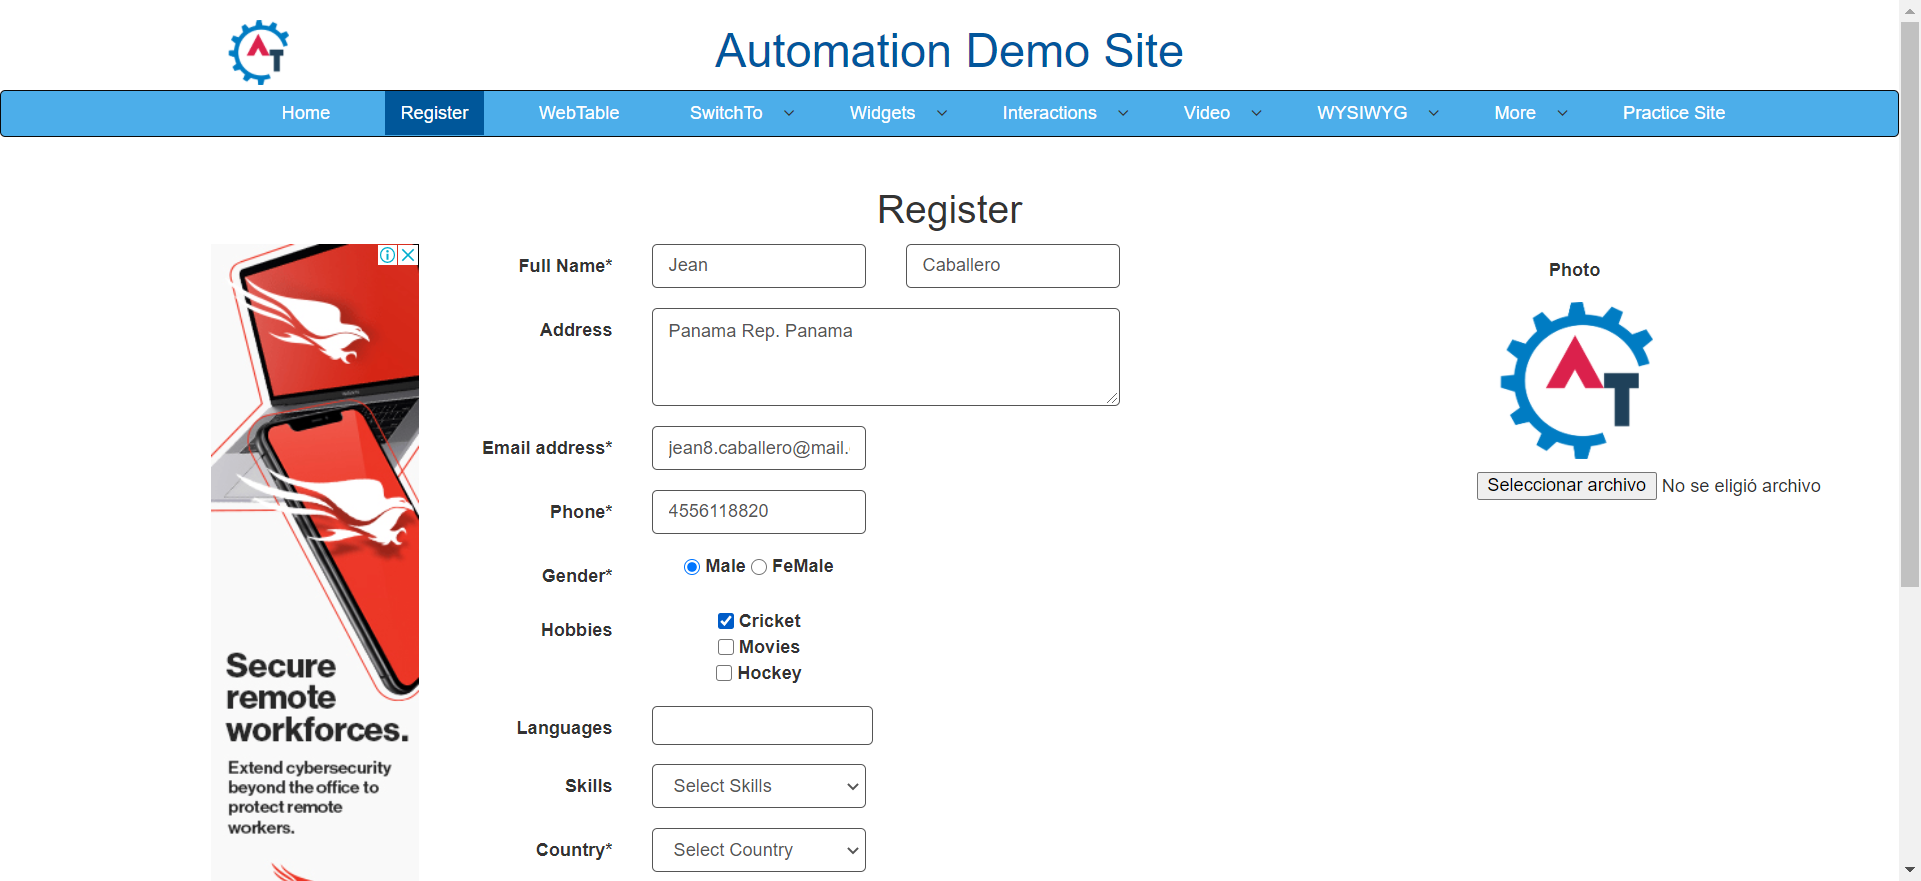 AT
Automation Demo Site
Home Register WebTable SwitchTo Widgets Interactions Video WYSIWYG More Practice Site
Register
Full Name* Jean Caballero
Photo
Address Panama Rep. Panama
AT
Email address* jean8.caballero@mail.
Seleccionar archivo No se eligió archivo
Phone* 4556118820
Gender* Male FeMale
Hobbies Cricket
Movies
Hockey
Languages
Skills Select Skills
Country* Select Country
Secure
remote
workforces.
Extend cybersecurity
beyond the office to
protect remote
workers.